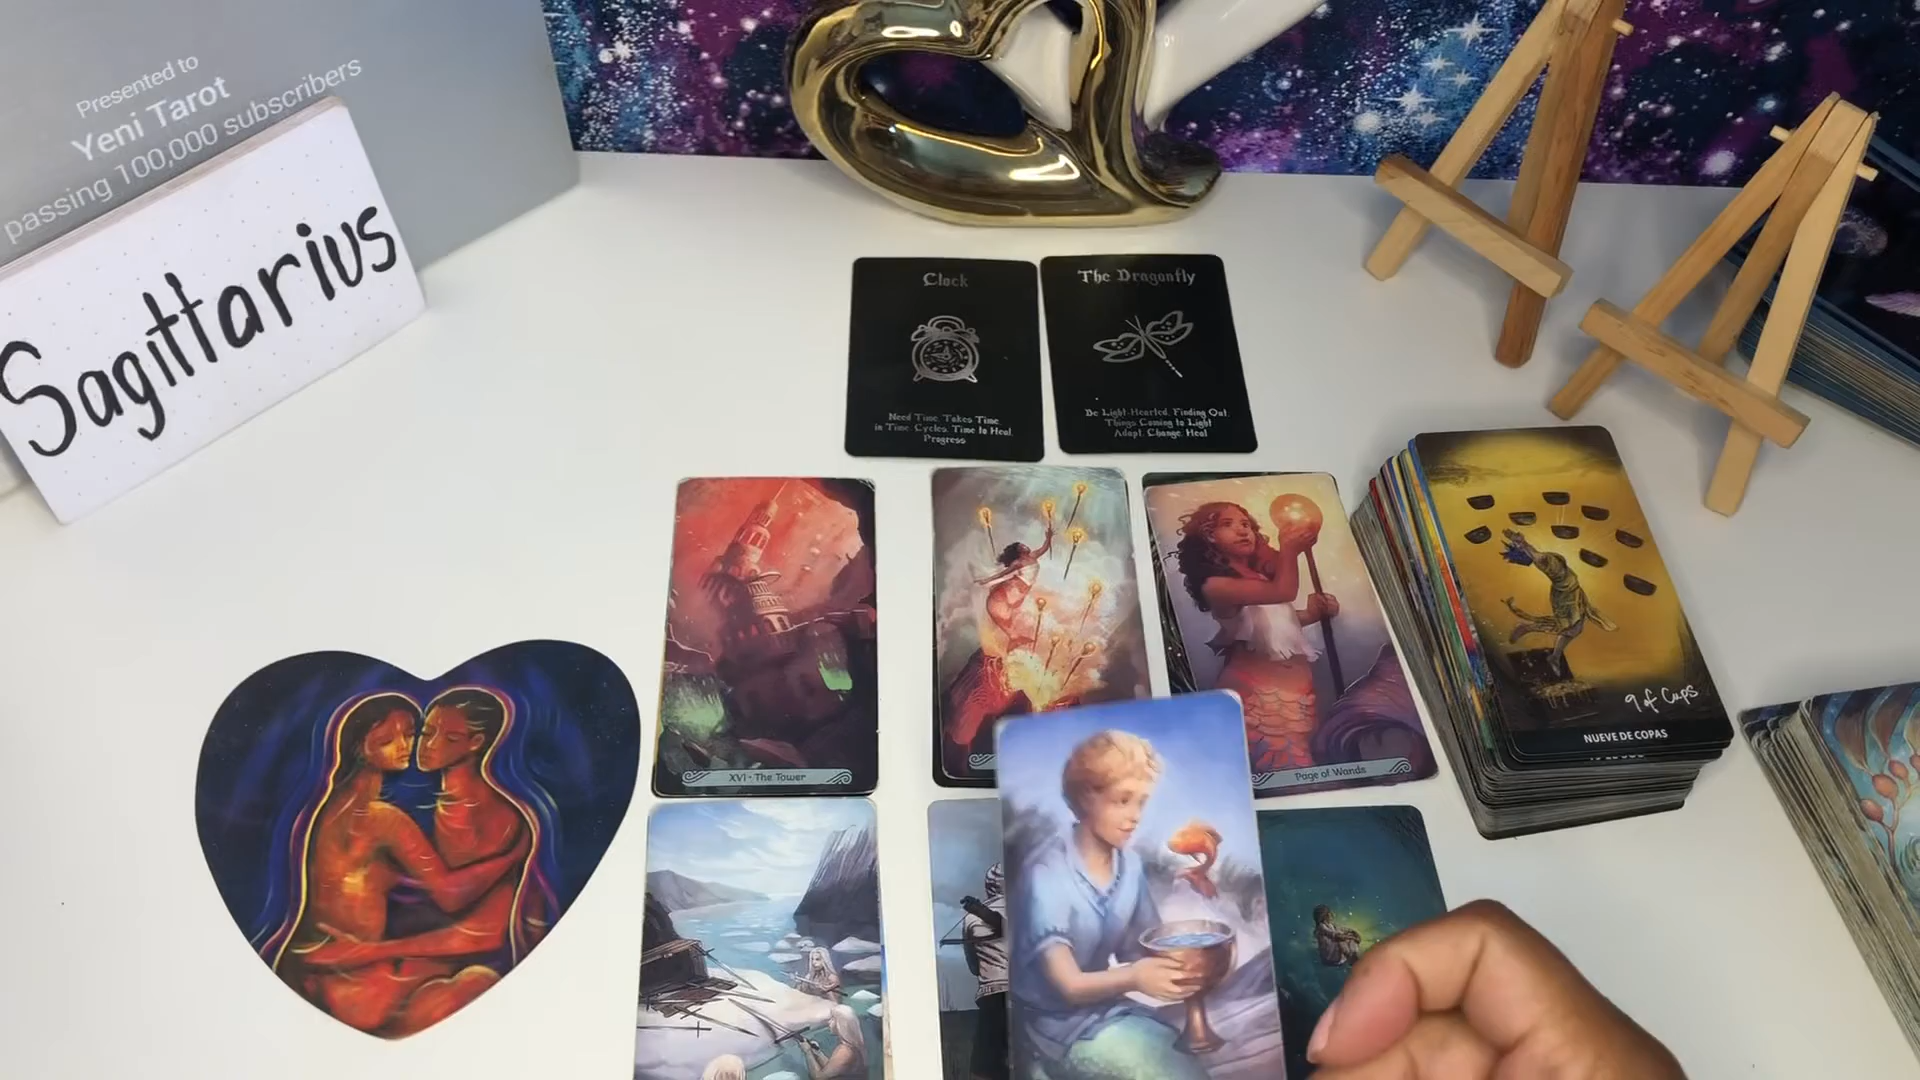 Presented to
Yeni Tarot
passing 100,000 subscribers
Sagittarius
Clock
Need Time, Takes Time
in Time, Cycles, Time to Heal,
Progress
The Dragonfly
Be Light-Hearted, Finding Out,
Things Coming to Light
Adapt, Change, Heal
XVI - The Tower
Page of Wands
9 of Cups
NUEVE DE COPAS